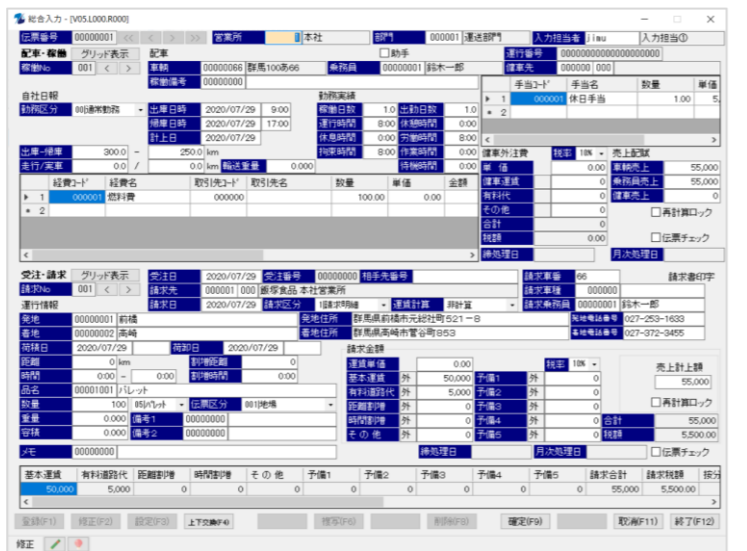 総合入力 - [V05.L000.R000]
伝票番号 00000001 << < > >> 営業所 1 本社 部門 000001 運送部門 入力担当者 jimu 入力担当①
配車・稼働 グリッド表示 配車 助手 運行番号 00000000000000000000
稼働No 001 < > 車輌 00000066 群馬100あ66 乗務員 00000001 鈴木一郎 傭車先 000000 000
稼働備考 00000000
手当コード 手当名 数量 単価
1 000001 休日手当 1.00 5,
2
自社日報 勤務実績
勤務区分 00|通常勤務 出庫日時 2020/07/29 9:00 稼働日数 1.0 出勤日数 1.0
帰庫日時 2020/07/29 17:00 運行時間 8:00 休憩時間 0:00
計上日 2020/07/29 休息時間 0:00 労働時間 8:00
出庫-帰庫 300.0 - 250.0 km 拘束時間 8:00 作業時間 0:00
走行/実車 0.0 / 0.0 km 輸送重量 0.000 待機時間 0:00
傭車外注費 税率 10% 売上配賦
単価 0.00 車輌売上 55,000
傭車運賃 0 乗務員売上 55,000
有料代 0 傭車売上 0
その他 0 再計算ロック
合計 0
税額 0.00 伝票チェック
締処理日 月次処理日
経費コード 経費名 取引先コード 取引先名 数量 単価 金額
1 000001 燃料費 000000 100.00 0.00
2
受注・請求 グリッド表示 受注日 2020/07/29 受注番号 00000000 相手先番号 請求車番 66 請求書印字
請求No 001 < > 請求先 000001 000 飯塚食品 本社営業所 請求車種 000000
運行情報 請求日 2020/07/29 請求区分 1|請求明細 運賃計算 非計算 請求乗務員 00000001 鈴木一郎
発地 00000001 前橋 発地住所 群馬県前橋市元総社町521-8 発地電話番号 027-253-1633
着地 00000002 高崎 着地住所 群馬県高崎市菅谷町853 着地電話番号 027-372-3455
荷積日 2020/07/29 荷卸日 2020/07/29 請求金額
距離 0 km 割増距離 0 運賃単価 0.00 税率 10% 売上計上額
時間 0:00 - 0:00 割増時間 0:00 基本運賃 外 50,000 予備1 外 0 55,000
品名 00001001 パレット 有料道路代 外 5,000 予備2 外 0
数量 100 05|パレット 伝票区分 001|地場 距離割増 外 0 予備3 外 0 再計算ロック
重量 0.000 備考1 00000000 時間割増 外 0 予備4 外 0 合計 55,000
容積 0.000 備考2 00000000 その他 外 0 予備5 外 0 税額 5,500.00
メモ 00000000 締処理日 月次処理日 伝票チェック
基本運賃 有料道路代 距離割増 時間割増 その他 予備1 予備2 予備3 予備4 予備5 請求合計 請求税額 按分
50,000 5,000 0 0 0 0 0 0 0 0 55,000 5,500.00
登録(F1) 修正(F2) 設定(F3) 上下交換(F4) 複写(F6) 削除(F8) 確定(F9) 取消(F11) 終了(F12)
修正